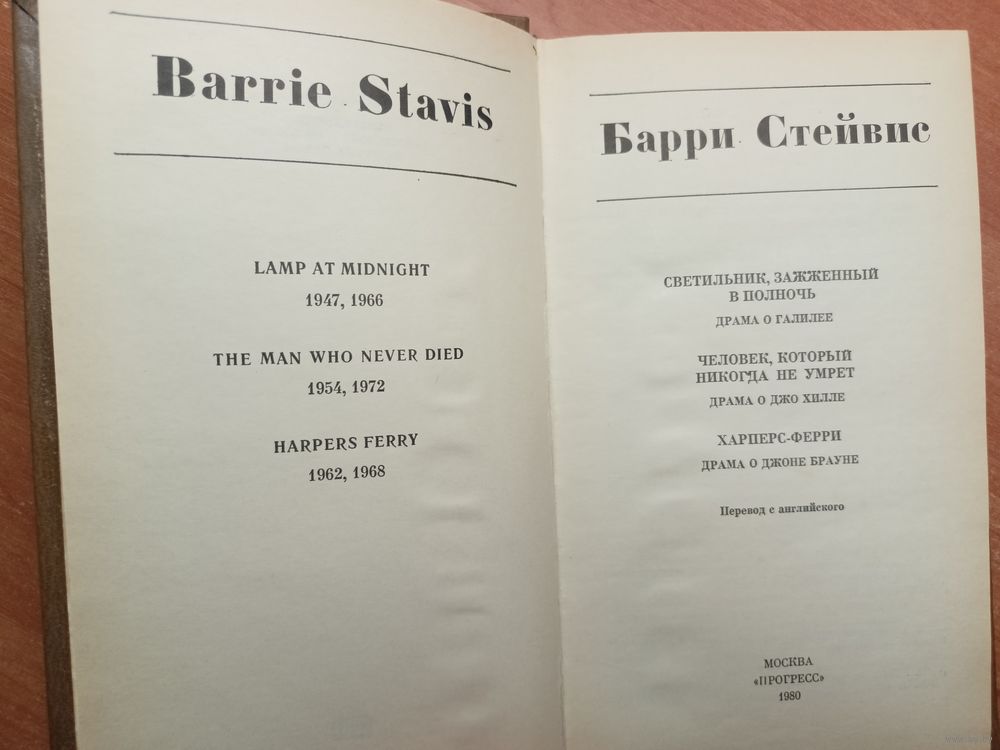 Barrie Stavis
LAMP AT MIDNIGHT
1947, 1966
THE MAN WHO NEVER DIED
1954, 1972
HARPERS FERRY
1962, 1968
Барри Стейвис
СВЕТИЛЬНИК, ЗАЖЖЕННЫЙ
В ПОЛНОЧЬ
ДРАМА О ГАЛИЛЕЕ
ЧЕЛОВЕК, КОТОРЫЙ
НИКОГДА НЕ УМРЕТ
ДРАМА О ДЖО ХИЛЛЕ
ХАРПЕРС-ФЕРРИ
ДРАМА О ДЖОНЕ БРАУНЕ
Перевод с английского
МОСКВА
«ПРОГРЕСС»
1980